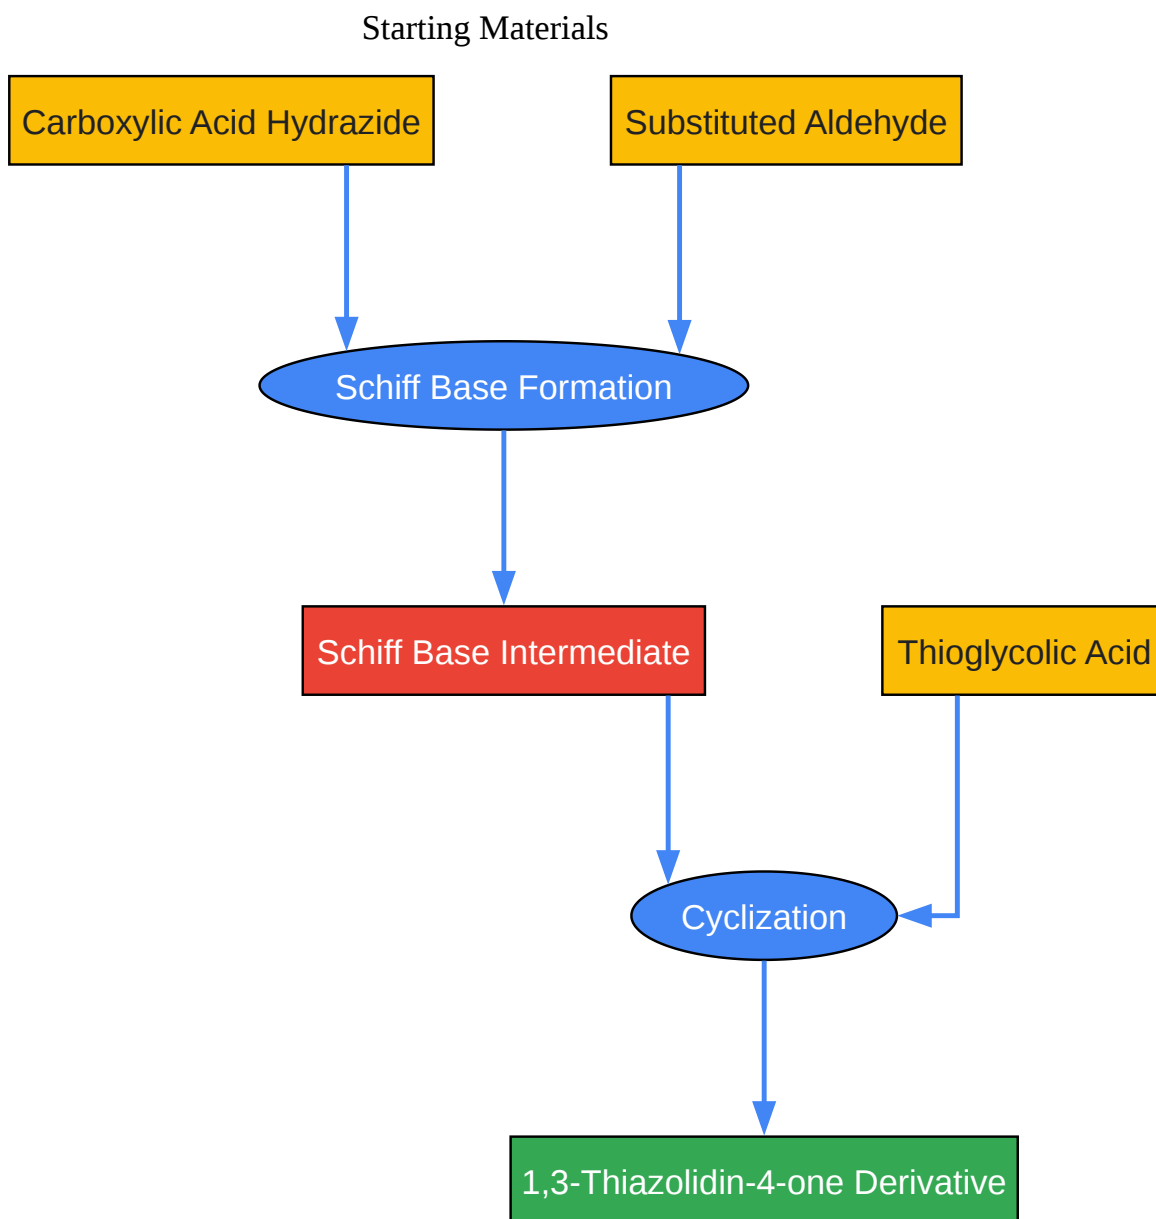 Starting Materials
Carboxylic Acid Hydrazide
Substituted Aldehyde
Schiff Base Formation
Schiff Base Intermediate
Thioglycolic Acid
Cyclization
1,3-Thiazolidin-4-one Derivative